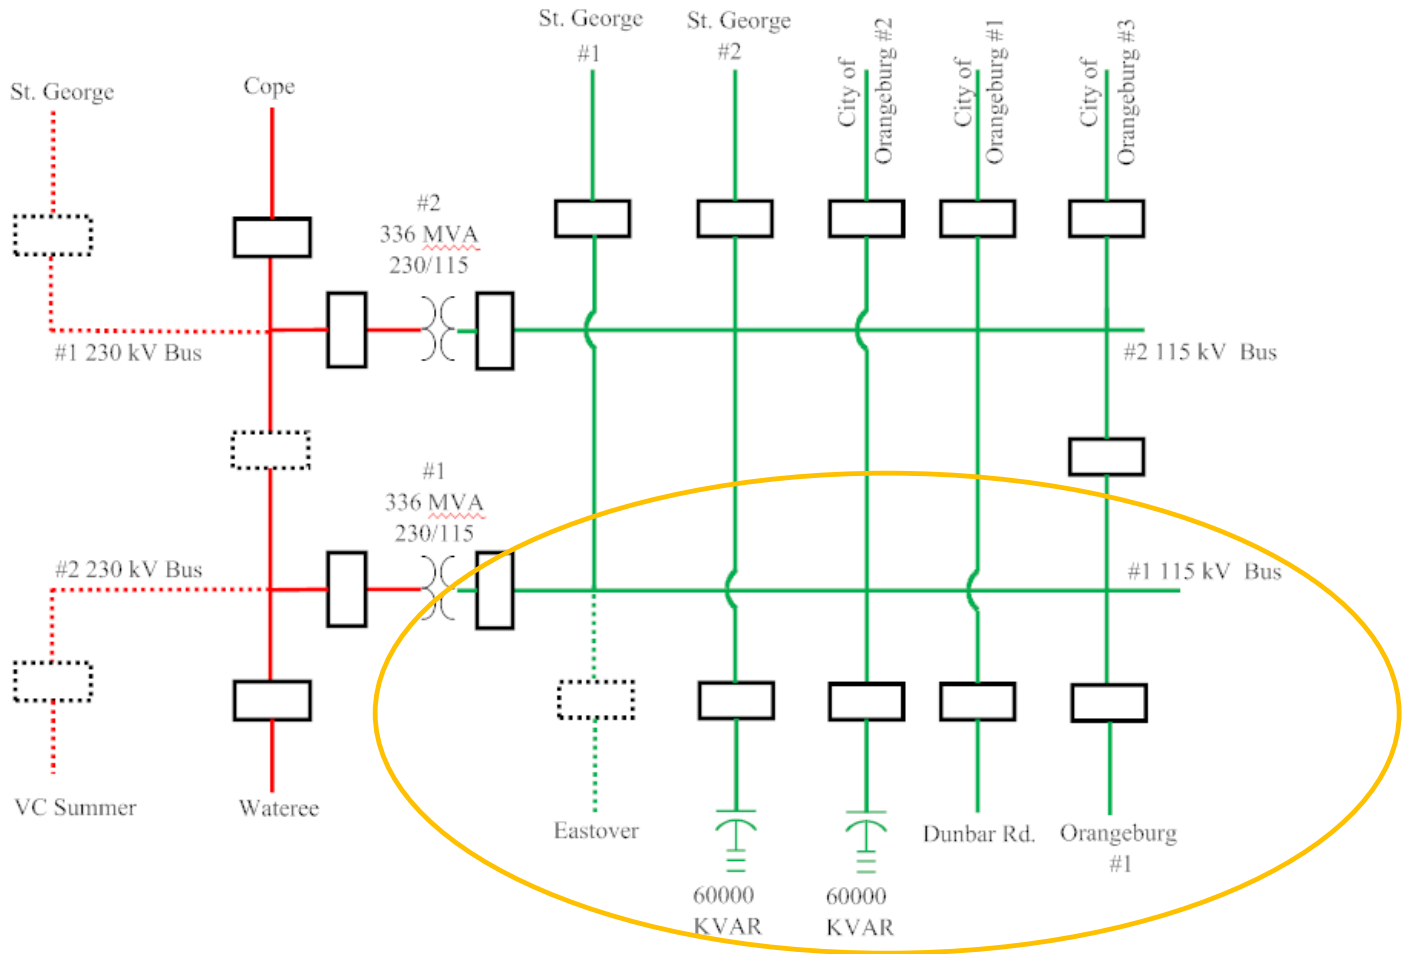 St. George
#1
St. George
#2
City of
Orangeburg #2
City of
Orangeburg #1
City of
Orangeburg #3
St. George
Cope
#2
336 MVA
230/115
#1 230 kV Bus
#2 115 kV Bus
#1
336 MVA
230/115
#2 230 kV Bus
#1 115 kV Bus
VC Summer
Wateree
Eastover
Dunbar Rd.
Orangeburg
#1
60000
KVAR
60000
KVAR